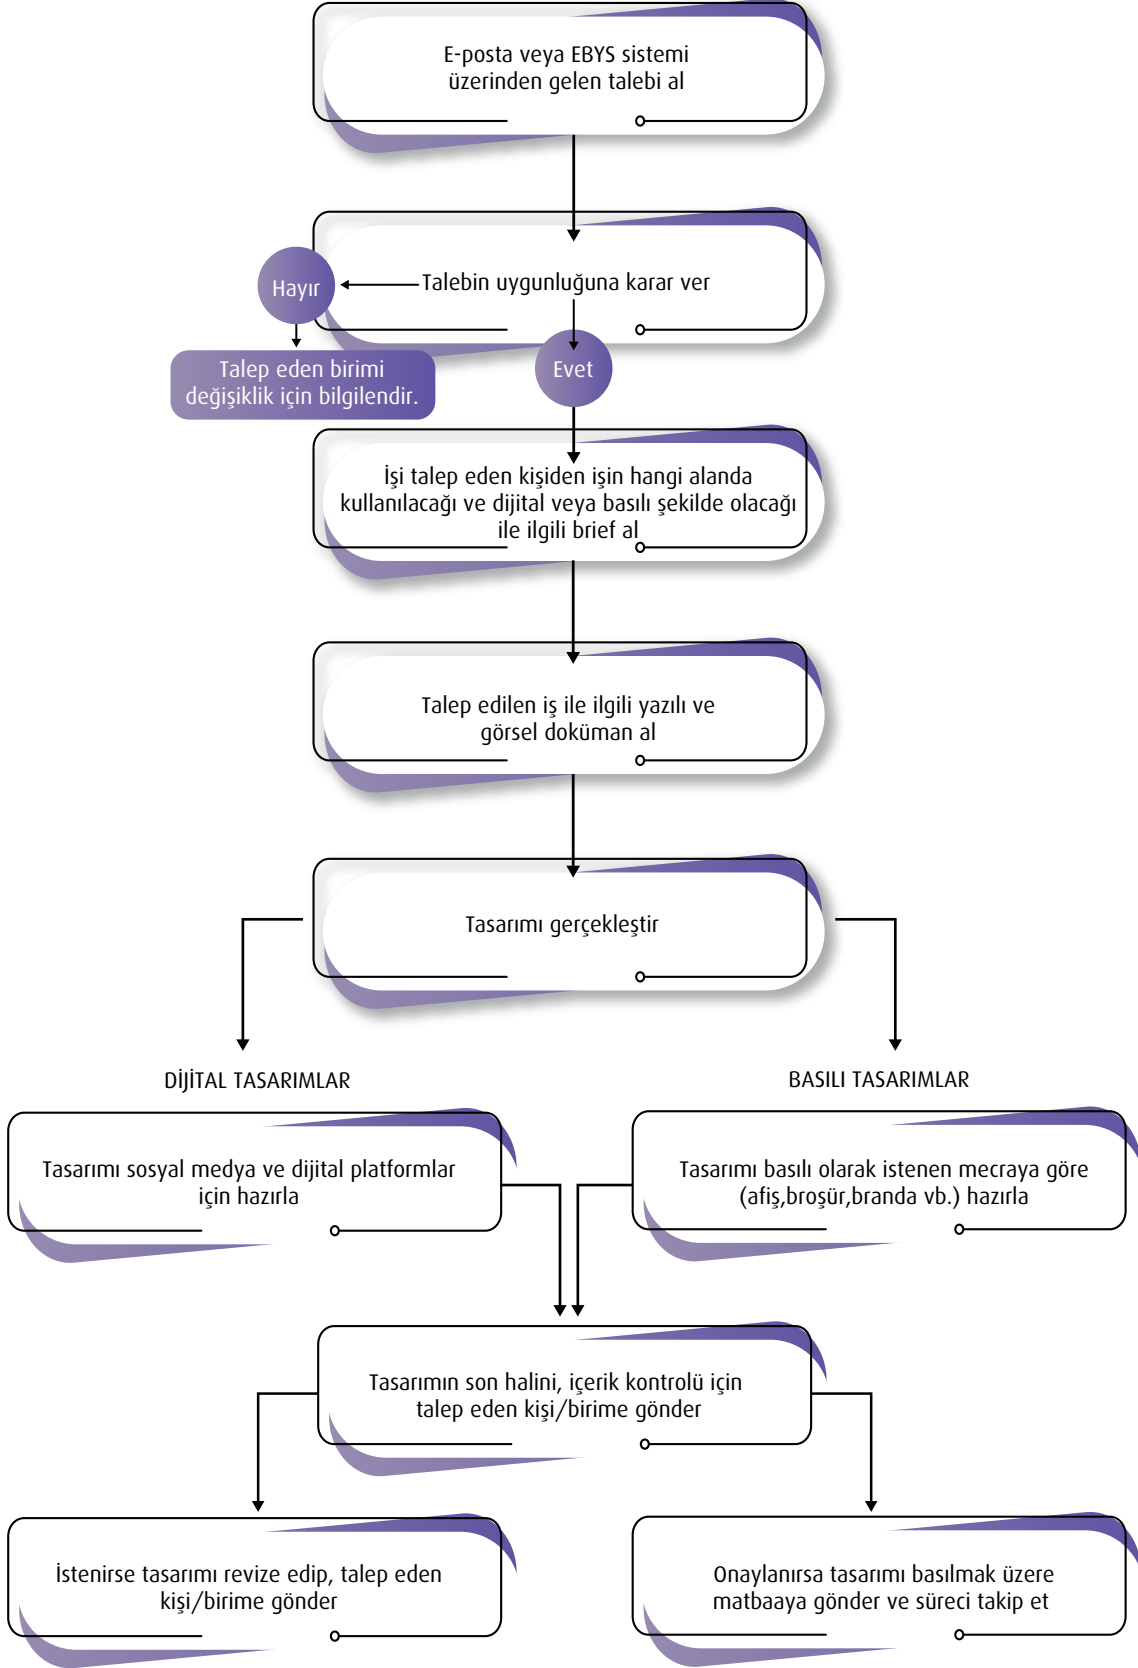 E-posta veya EBYS sistemi
üzerinden gelen talebi al
Talebin uygunluğuna karar ver
Hayır
Talep eden birimi
değişiklik için bilgilendir.
Evet
İşi talep eden kişiden işin hangi alanda
kullanılacağı ve dijital veya basılı şekilde olacağı
ile ilgili brief al
Talep edilen iş ile ilgili yazılı ve
görsel doküman al
Tasarımı gerçekleştir
DİJİTAL TASARIMLAR
Tasarımı sosyal medya ve dijital platformlar
için hazırla
BASILI TASARIMLAR
Tasarımı basılı olarak istenen mecraya göre
(afiş,broşür,branda vb.) hazırla
Tasarımın son halini, içerik kontrolü için
talep eden kişi/birime gönder
İstenirse tasarımı revize edip, talep eden
kişi/birime gönder
Onaylanırsa tasarımı basılmak üzere
matbaaya gönder ve süreci takip et